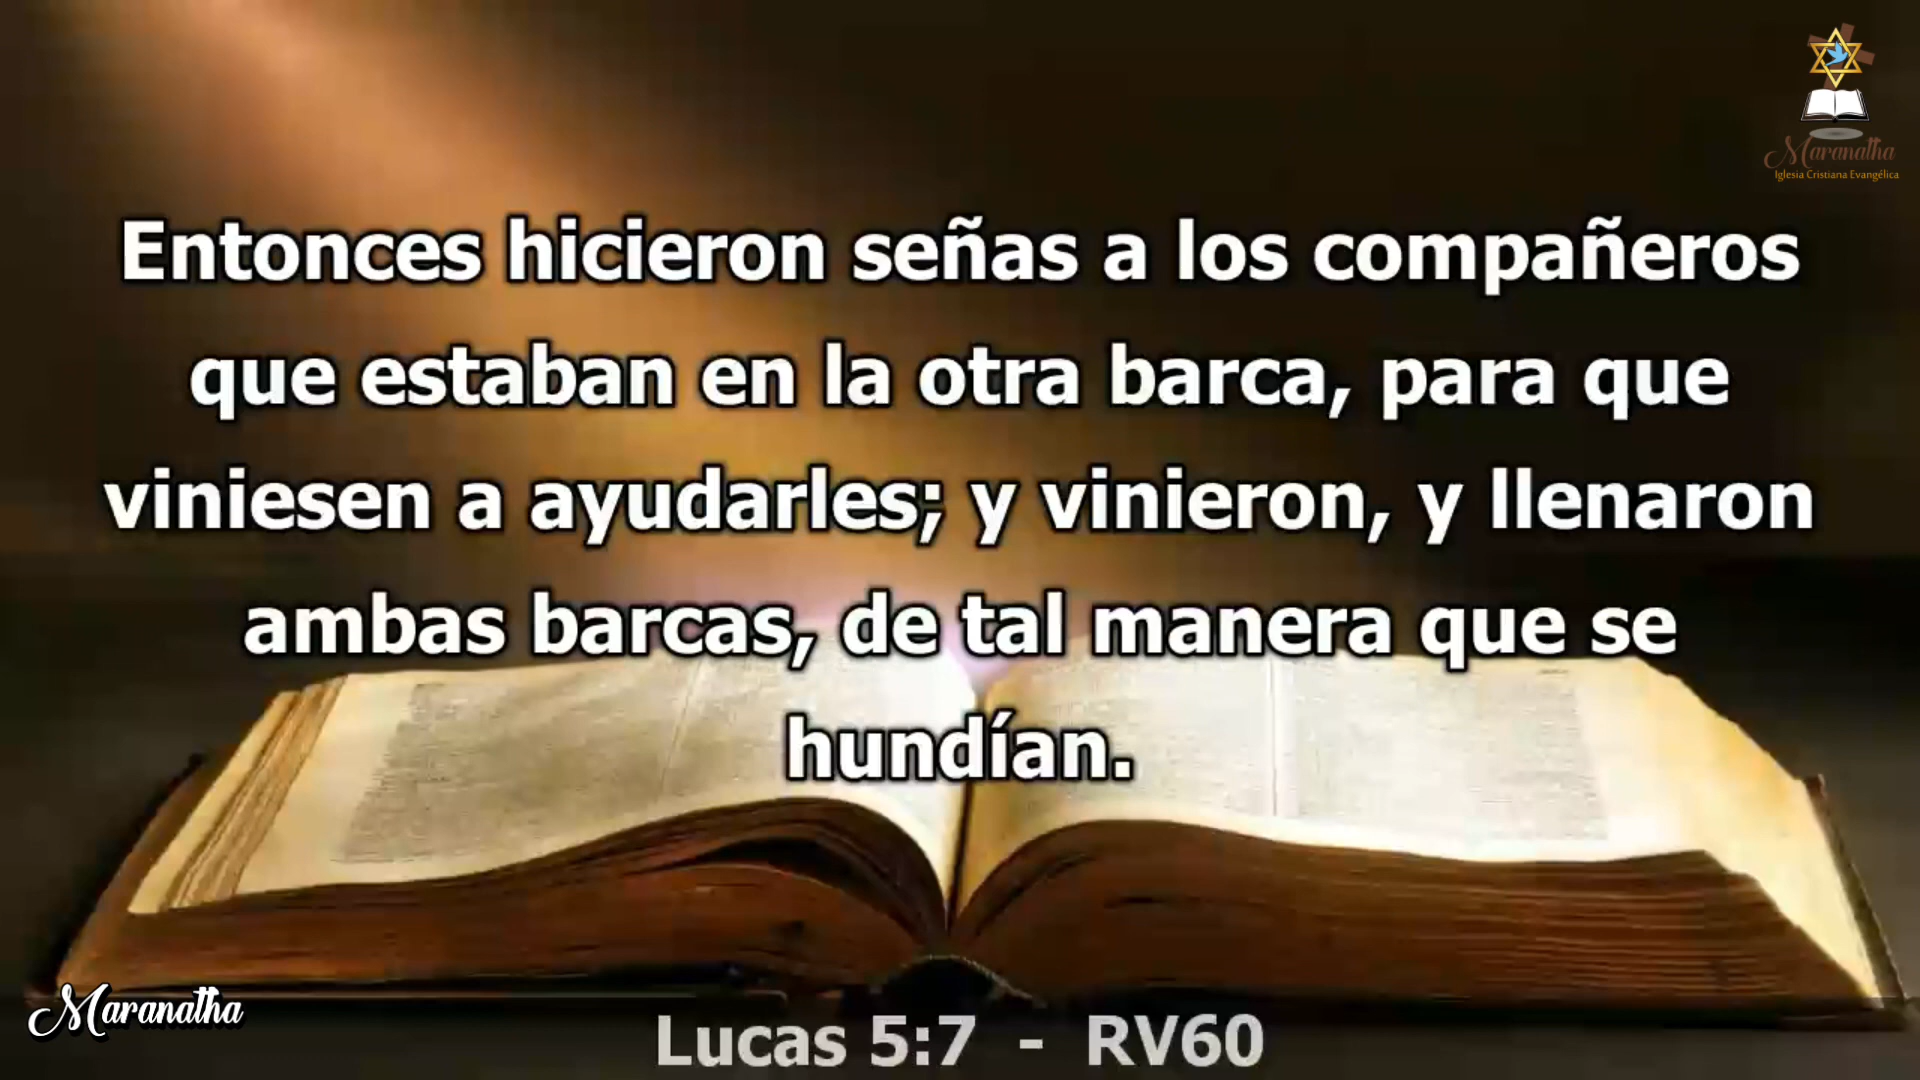 Maranatha
Iglesia Cristiana Evangélica
Entonces hicieron señas a los compañeros
que estaban en la otra barca, para que
viniesen a ayudarles; y vinieron, y llenaron
ambas barcas, de tal manera que se
hundían.
Maranatha
Lucas 5:7 - RV60